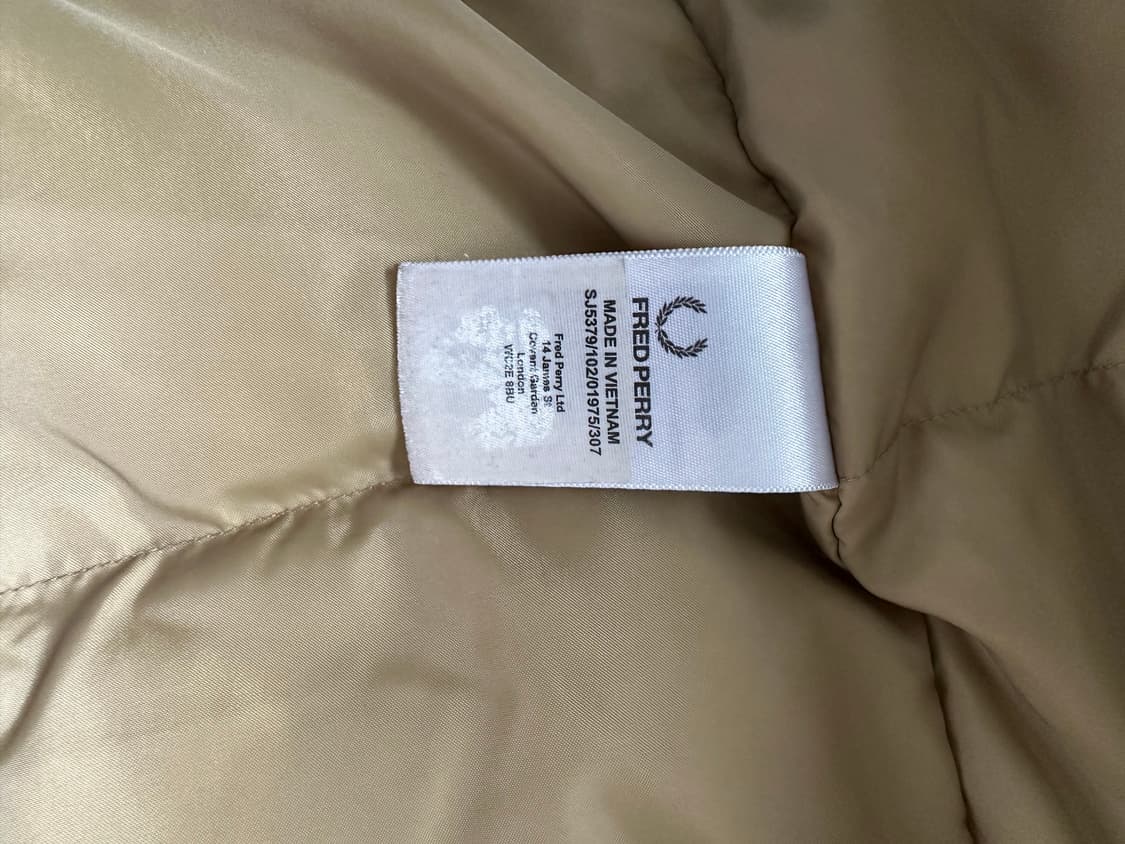 FRED PERRY
MADE IN VIETNAM
SJ5379/102/01975/307
Fred Perry Ltd
14 James St
Covent Garden
London
WC2E 8BU